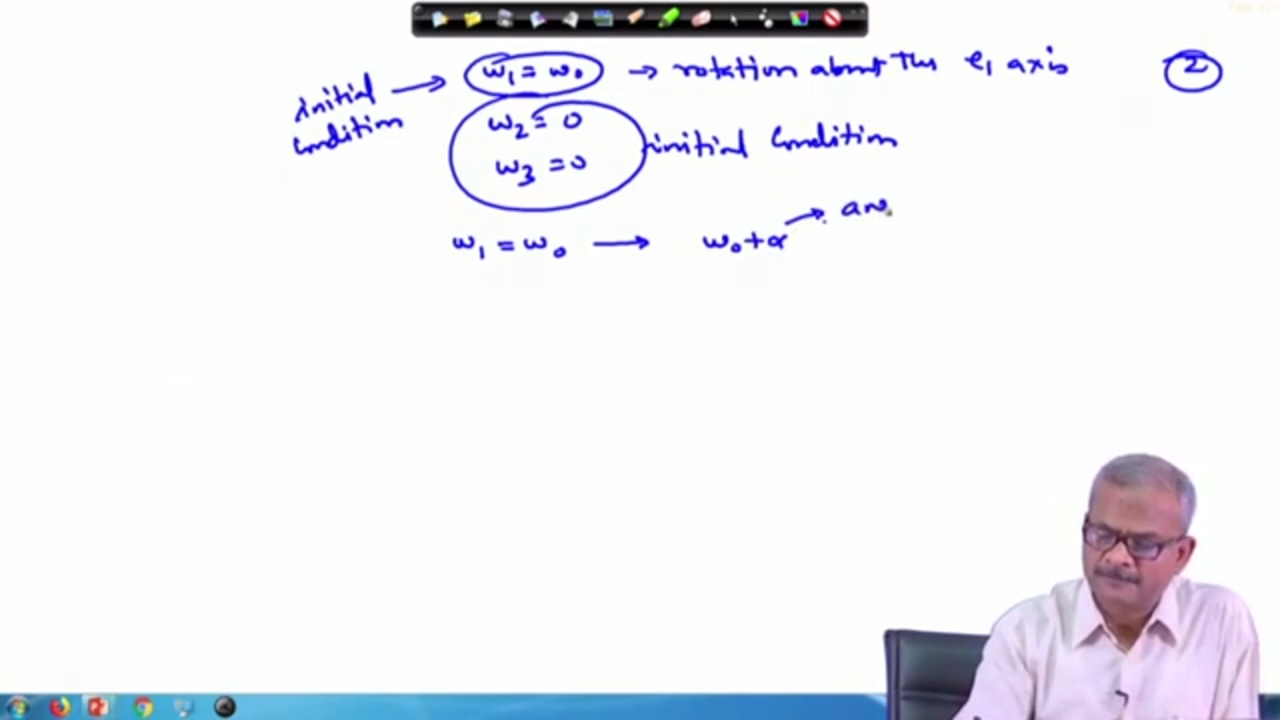 initial condition → ω₁ = ω₀ → rotation about the e₁ axis
②
ω₂ = 0
ω₃ = 0
initial condition
ω₁ = ω₀ → ω₀+α → an